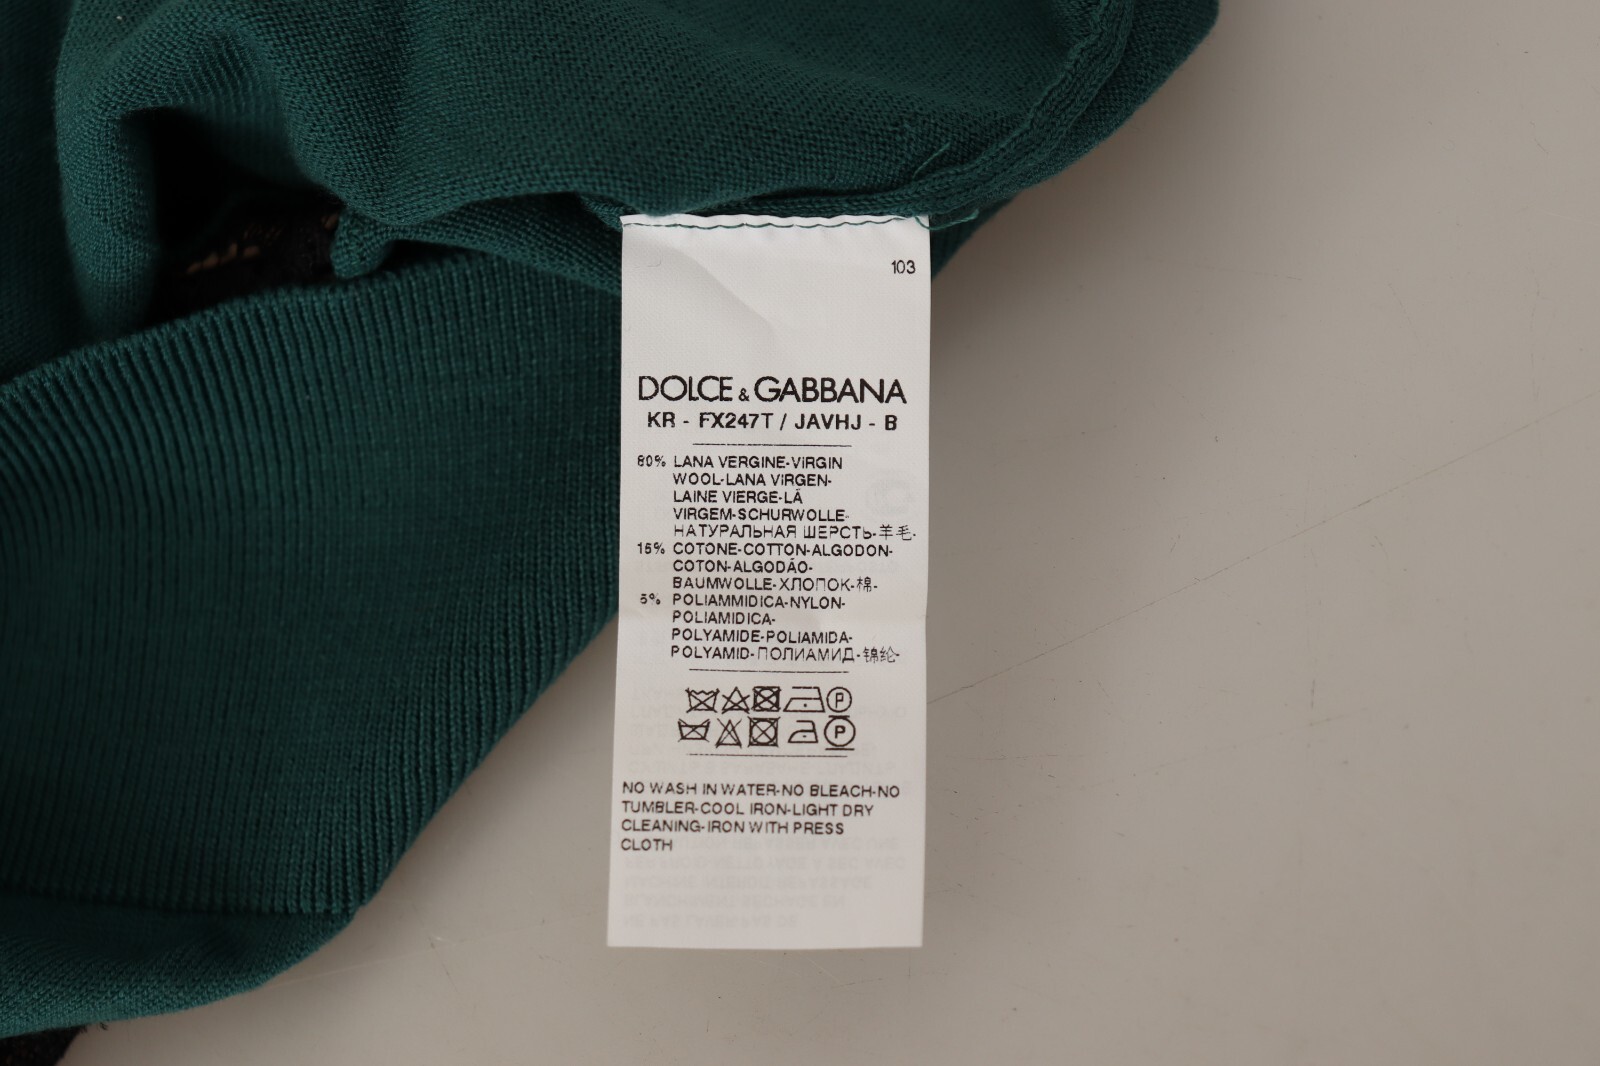 103
DOLCE & GABBANA
KR - FX247T / JAVHJ - B
80% LANA VERGINE-VIRGIN
WOOL-LANA VIRGEN-
LAINE VIERGE-LÃ
VIRGEM-SCHURWOLLE-
НАТУРАЛЬНАЯ ШЕРСТЬ-羊毛-
15% COTONE-COTTON-ALGODON-
COTON-ALGODÃO-
BAUMWOLLE-ХЛОПОК-棉-
5% POLIAMMIDICA-NYLON-
POLIAMIDICA-
POLYAMIDE-POLIAMIDA-
POLYAMID-ПОЛИАМИД-锦纶-
P
P
NO WASH IN WATER-NO BLEACH-NO
TUMBLER-COOL IRON-LIGHT DRY
CLEANING-IRON WITH PRESS
CLOTH